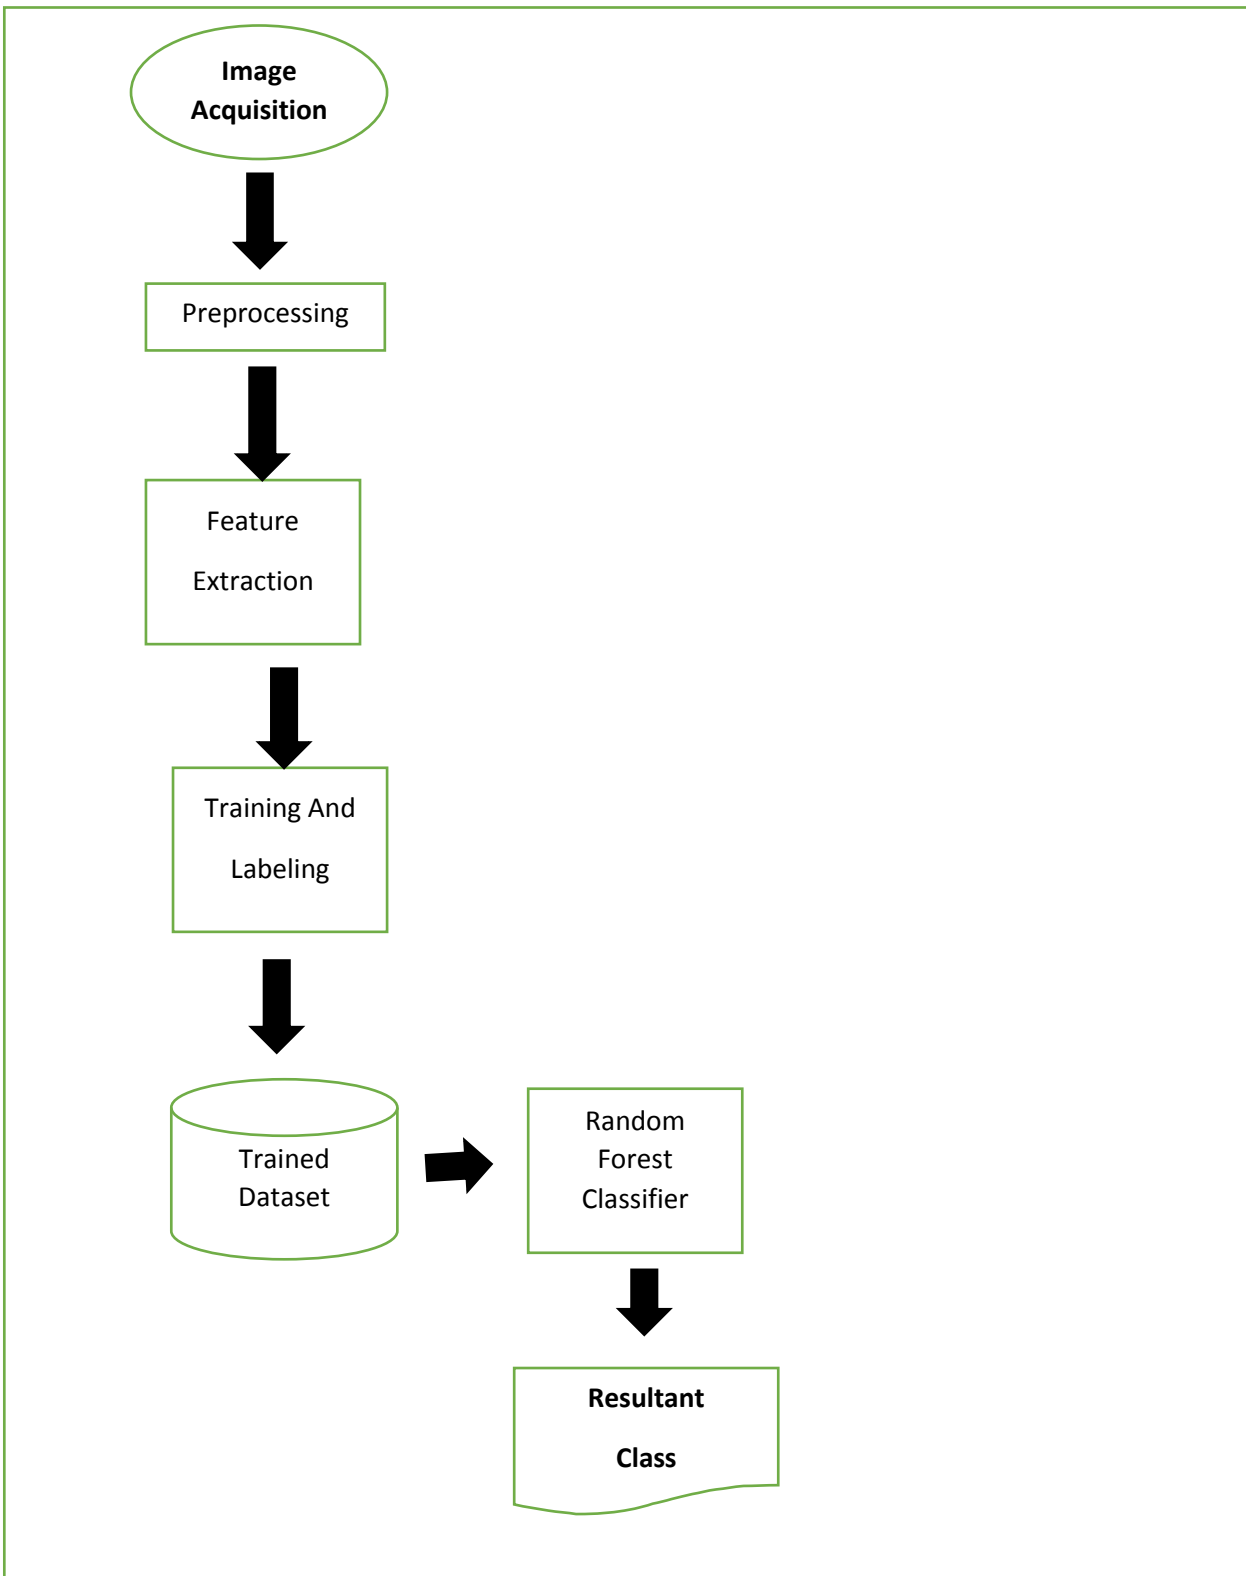 Image
Acquisition
Preprocessing
Feature
Extraction
Training And
Labeling
Trained
Dataset
Random
Forest
Classifier
Resultant
Class